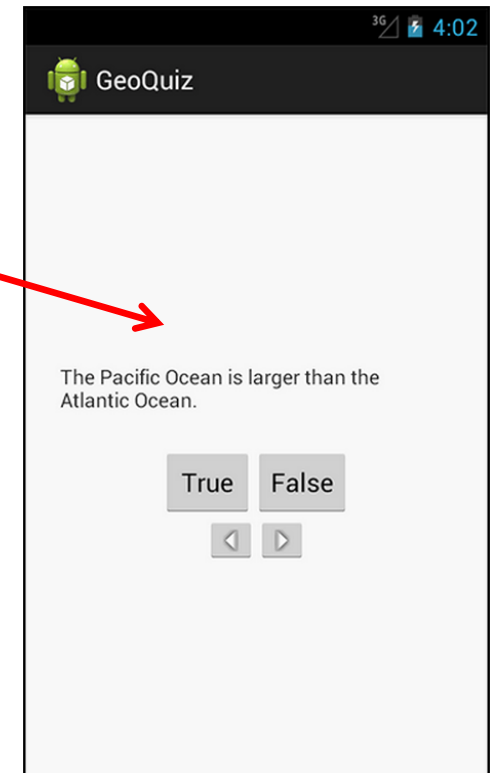 3G 4:02
GeoQuiz
The Pacific Ocean is larger than the
Atlantic Ocean.
True False